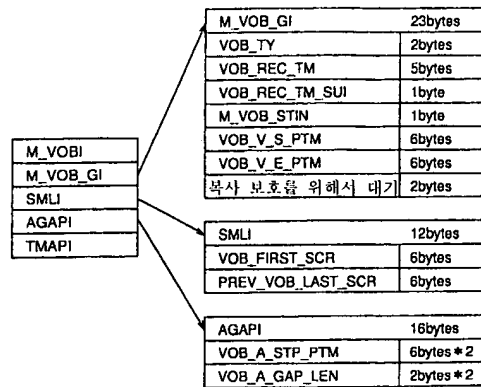 M_VOBI
M_VOB_GI
SMLI
AGAPI
TMAPI
M_VOB_GI 23bytes
VOB_TY 2bytes
VOB_REC_TM 5bytes
VOB_REC_TM_SUI 1byte
M_VOB_STIN 1byte
VOB_V_S_PTM 6bytes
VOB_V_E_PTM 6bytes
복사 보호를 위해서 대기 2bytes
SMLI 12bytes
VOB_FIRST_SCR 6bytes
PREV_VOB_LAST_SCR 6bytes
AGAPI 16bytes
VOB_A_STP_PTM 6bytes*2
VOB_A_GAP_LEN 2bytes*2